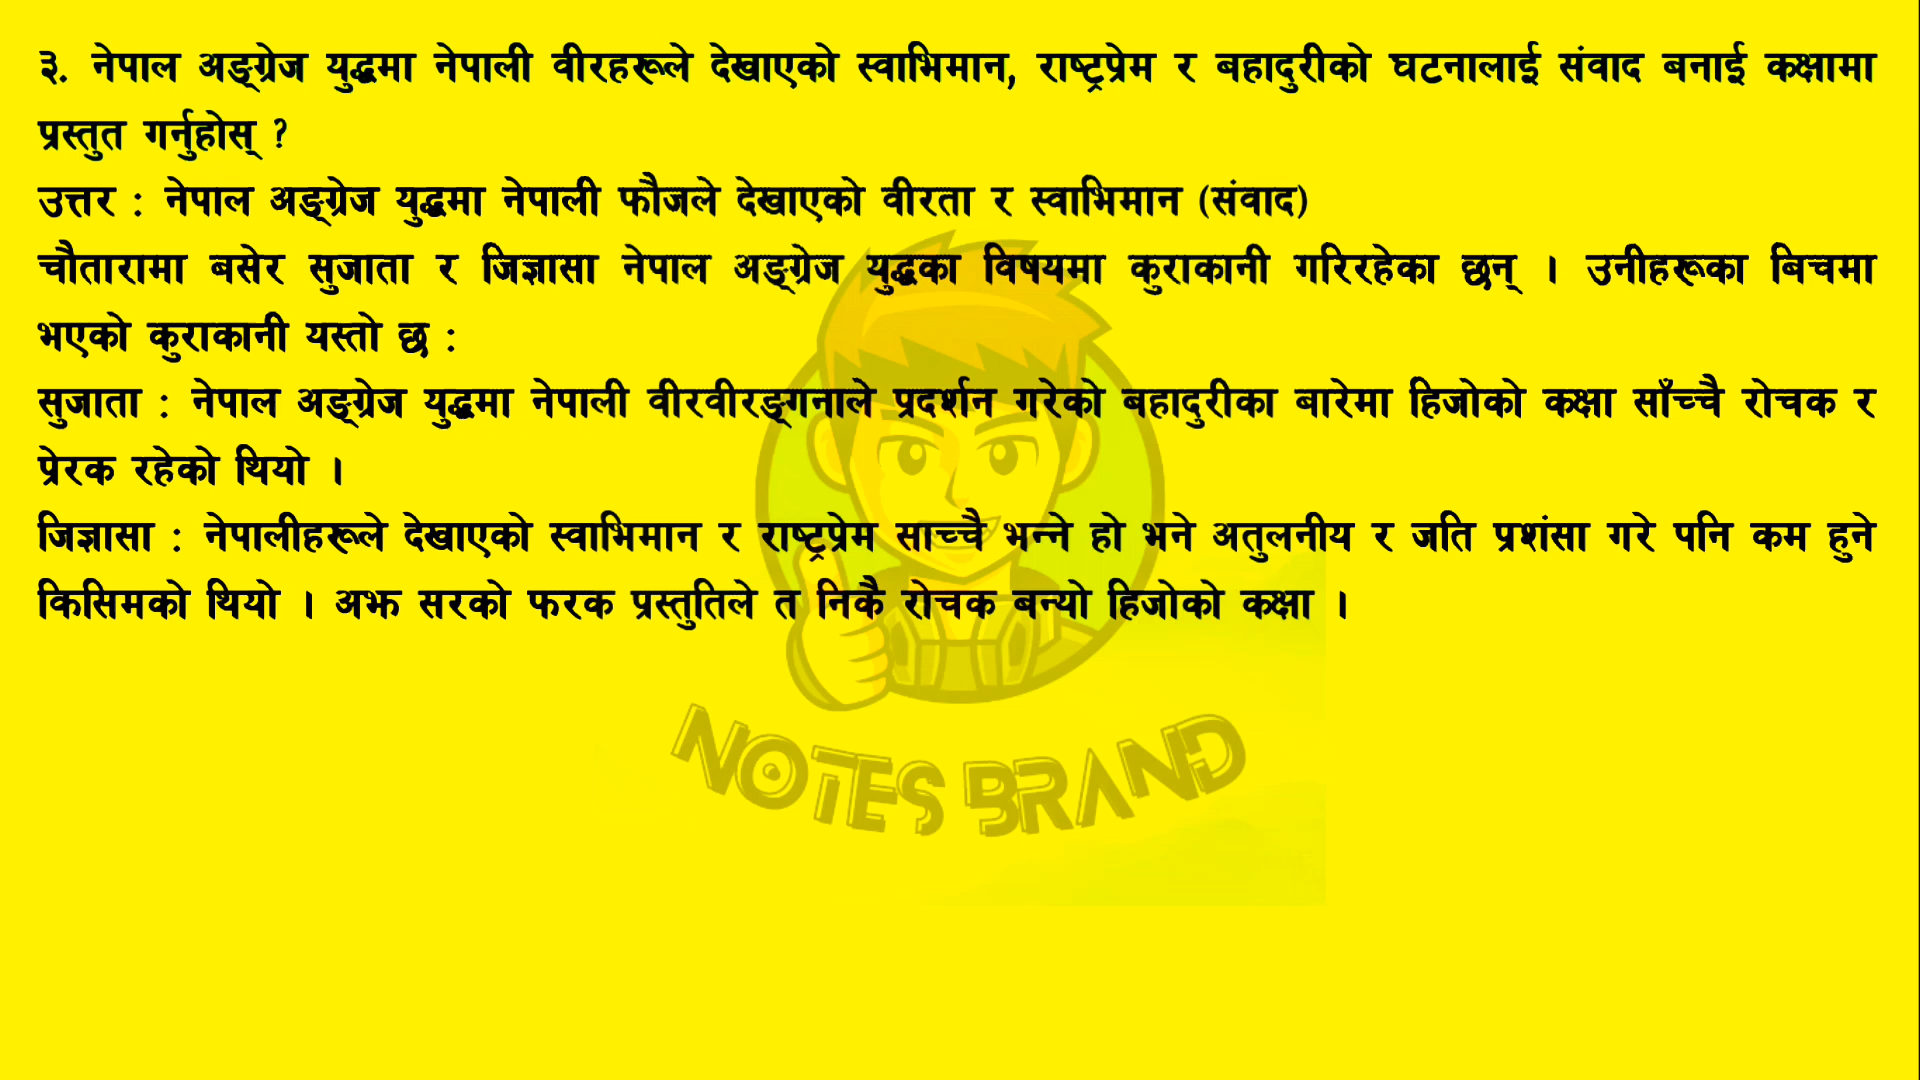 ३. नेपाल अङ्ग्रेज युद्धमा नेपाली वीरहरूले देखाएको स्वाभिमान, राष्ट्रप्रेम र बहादुरीको घटनालाई संवाद बनाई कक्षामा
प्रस्तुत गर्नुहोस् ?
उत्तर : नेपाल अङ्ग्रेज युद्धमा नेपाली फौजले देखाएको वीरता र स्वाभिमान (संवाद)
चौतारामा बसेर सुजाता र जिज्ञासा नेपाल अङ्ग्रेज युद्धका विषयमा कुराकानी गरिरहेका छन् । उनीहरूका बिचमा
भएको कुराकानी यस्तो छ :
सुजाता : नेपाल अङ्ग्रेज युद्धमा नेपाली वीरवीरङ्गनाले प्रदर्शन गरेको बहादुरीका बारेमा हिजोको कक्षा साँच्चै रोचक र
प्रेरक रहेको थियो ।
जिज्ञासा : नेपालीहरूले देखाएको स्वाभिमान र राष्ट्रप्रेम साच्चै भन्ने हो भने अतुलनीय र जति प्रशंसा गरे पनि कम हुने
किसिमको थियो । अझ सरको फरक प्रस्तुतिले त निकै रोचक बन्यो हिजोको कक्षा ।
NOTES BRAND